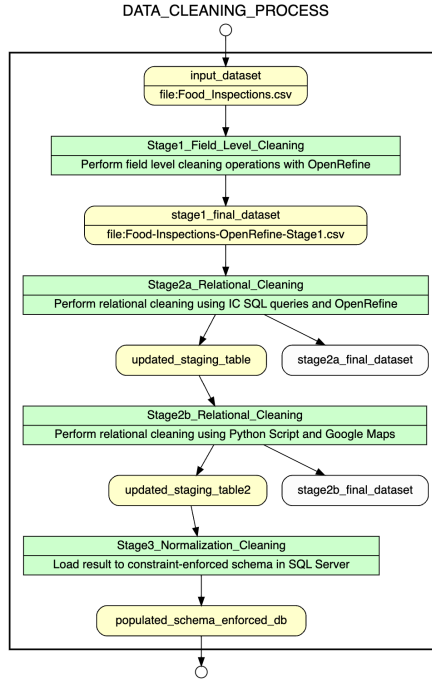 DATA_CLEANING_PROCESS
input_dataset
file:Food_Inspections.csv
Stage1_Field_Level_Cleaning
Perform field level cleaning operations with OpenRefine
stage1_final_dataset
file:Food-Inspections-OpenRefine-Stage1.csv
Stage2a_Relational_Cleaning
Perform relational cleaning using IC SQL queries and OpenRefine
updated_staging_table
stage2a_final_dataset
Stage2b_Relational_Cleaning
Perform relational cleaning using Python Script and Google Maps
updated_staging_table2
stage2b_final_dataset
Stage3_Normalization_Cleaning
Load result to constraint-enforced schema in SQL Server
populated_schema_enforced_db